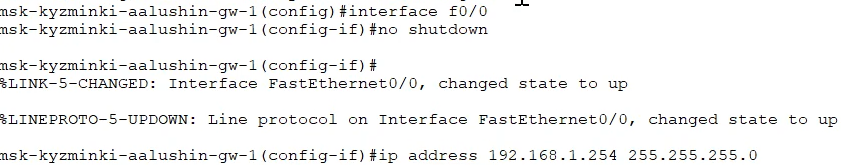 msk-kyzminki-aalushin-gw-1(config)#interface f0/0
msk-kyzminki-aalushin-gw-1(config-if)#no shutdown
msk-kyzminki-aalushin-gw-1(config-if)#
%LINK-5-CHANGED: Interface FastEthernet0/0, changed state to up
%LINEPROTO-5-UPDOWN: Line protocol on Interface FastEthernet0/0, changed state to up
msk-kyzminki-aalushin-gw-1(config-if)#ip address 192.168.1.254 255.255.255.0